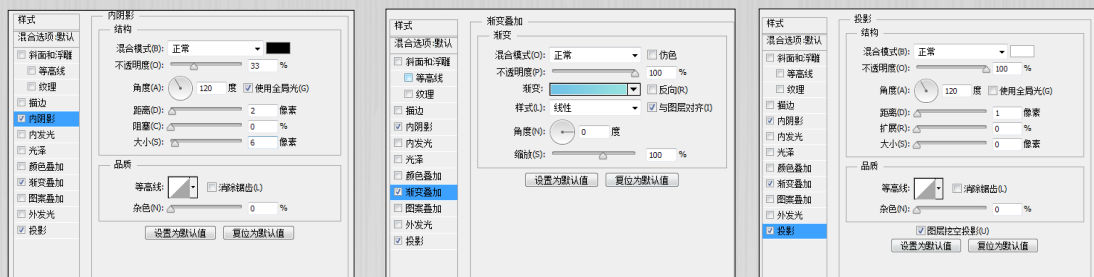 样式
混合选项:默认
斜面和浮雕
等高线
纹理
描边
内阴影
内发光
光泽
颜色叠加
渐变叠加
图案叠加
外发光
投影
内阴影
结构
混合模式(B): 正常
不透明度(O): 33 %
角度(A): 120 度 使用全局光(G)
距离(D): 2 像素
阻塞(C): 0 %
大小(S): 6 像素
品质
等高线: 消除锯齿(L)
杂色(N): 0 %
设置为默认值 复位为默认值
样式
混合选项:默认
斜面和浮雕
等高线
纹理
描边
内阴影
内发光
光泽
颜色叠加
渐变叠加
图案叠加
外发光
投影
渐变叠加
渐变
混合模式(O): 正常 仿色
不透明度(P): 100 %
渐变: 反向(R)
样式(L): 线性 与图层对齐(I)
角度(N): 0 度
缩放(S): 100 %
设置为默认值 复位为默认值
样式
混合选项:默认
斜面和浮雕
等高线
纹理
描边
内阴影
内发光
光泽
颜色叠加
渐变叠加
图案叠加
外发光
投影
投影
结构
混合模式(B): 正常
不透明度(O): 100 %
角度(A): 120 度 使用全局光(G)
距离(D): 1 像素
扩展(R): 0 %
大小(S): 0 像素
品质
等高线: 消除锯齿(L)
杂色(N): 0 %
图层挖空投影(U)
设置为默认值 复位为默认值